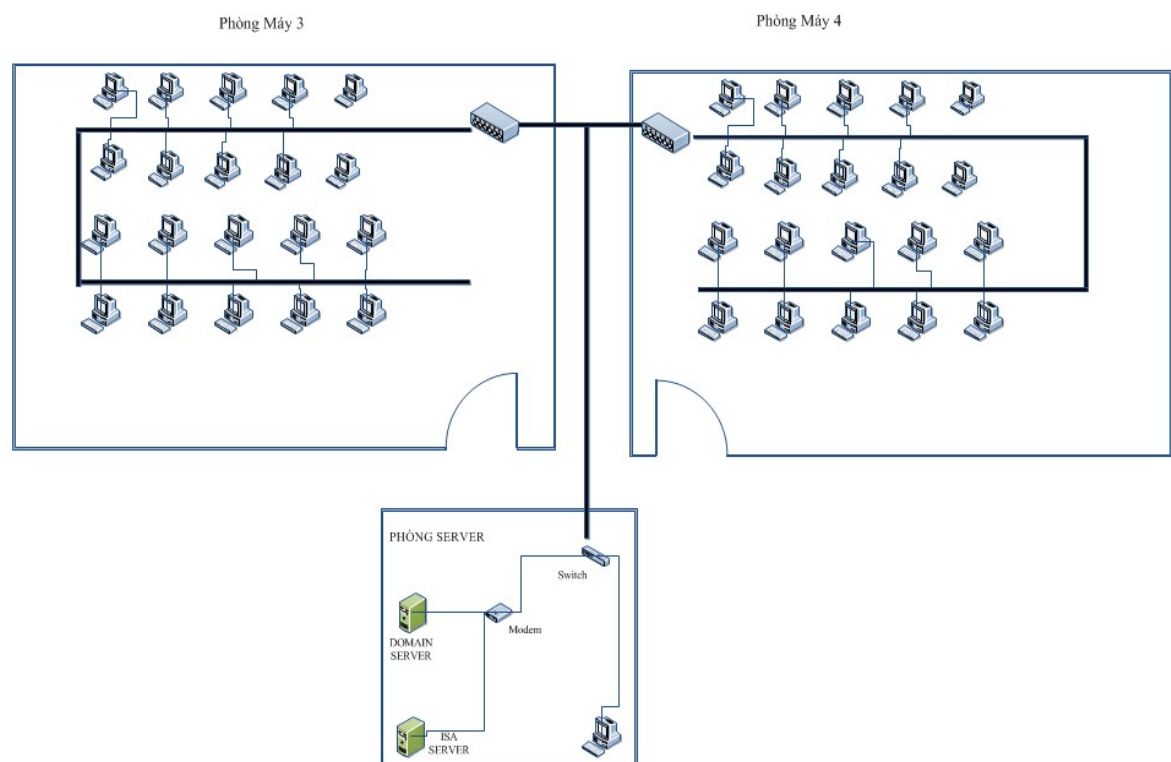 Phòng Máy 3
Phòng Máy 4
PHÒNG SERVER
Switch
Modem
DOMAIN
SERVER
ISA
SERVER